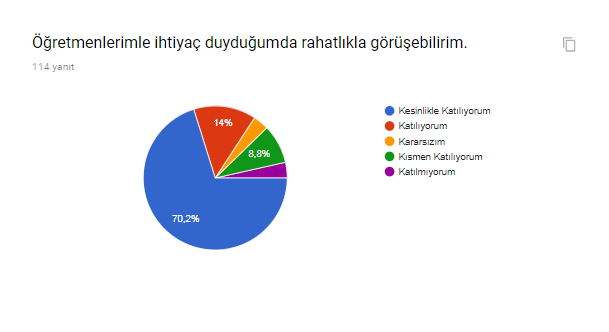 Öğretmenlerimle ihtiyaç duyduğumda rahatlıkla görüşebilirim.
114 yanıt
Kesinlikle Katılıyorum
Katılıyorum
Kararsızım
Kısmen Katılıyorum
Katılmıyorum
14%
8,8%
70,2%